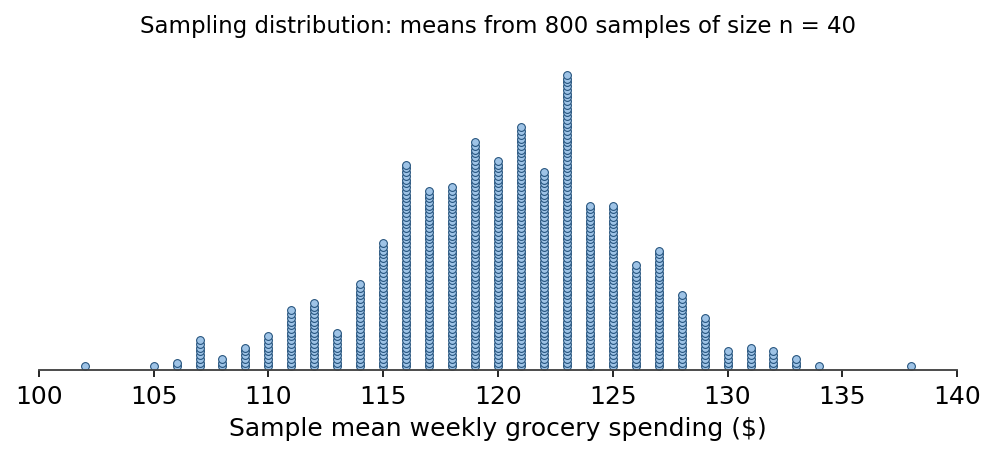 Sampling distribution: means from 800 samples of size n = 40
100 105 110 115 120 125 130 135 140
Sample mean weekly grocery spending ($)